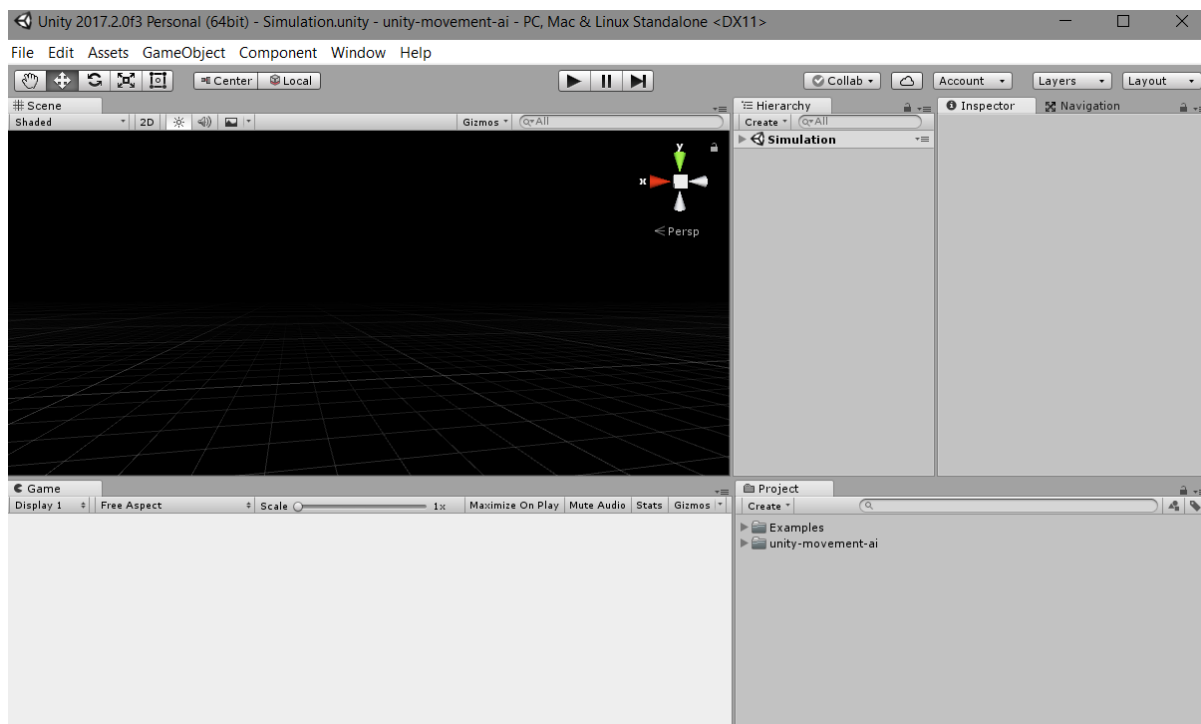 Unity 2017.2.0f3 Personal (64bit) - Simulation.unity - unity-movement-ai - PC, Mac & Linux Standalone <DX11>
File Edit Assets GameObject Component Window Help
Center Local Collab Account Layers Layout
Scene
Shaded 2D Gizmos All
y
x
Persp
Hierarchy
Create All
Simulation
Inspector Navigation
Game
Display 1 Free Aspect Scale 1x Maximize On Play Mute Audio Stats Gizmos
Project
Create
Examples
unity-movement-ai